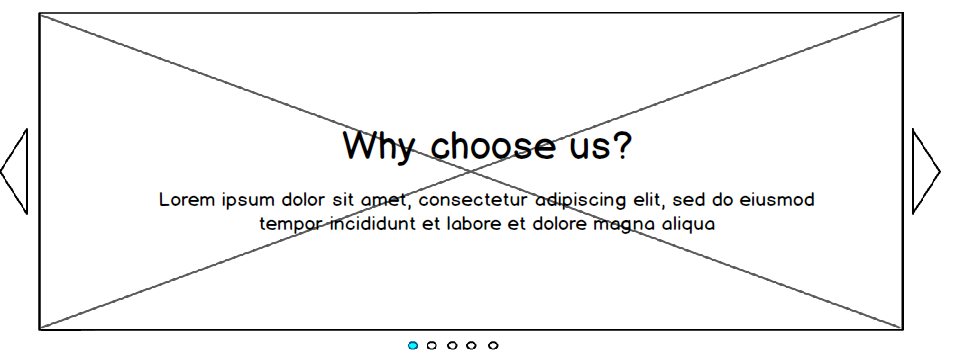 Why choose us?
Lorem ipsum dolor sit amet, consectetur adipiscing elit, sed do eiusmod
tempor incididunt et labore et dolore magna aliqua